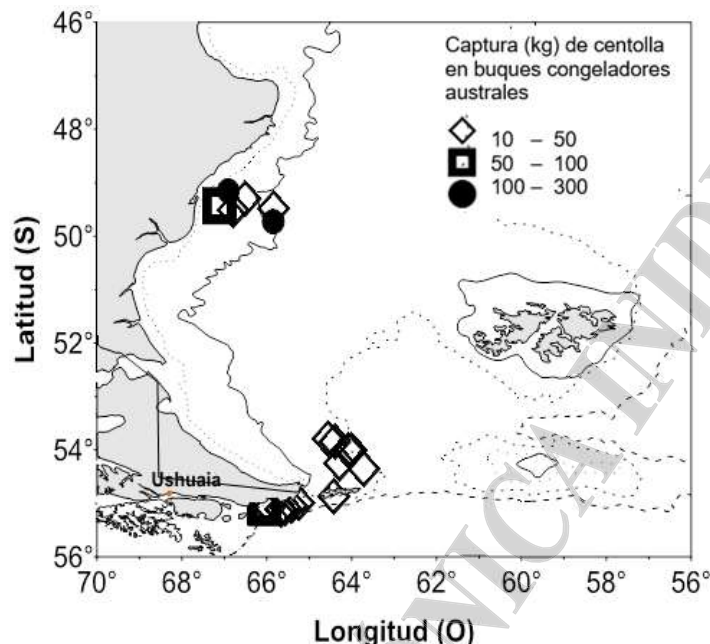 46°
48°
50°
52°
54°
56°
Latitud (S)
Captura (kg) de centolla
en buques congeladores
australes
10 – 50
50 – 100
100 – 300
Ushuaia
70° 68° 66° 64° 62° 60° 58° 56°
Longitud (O)